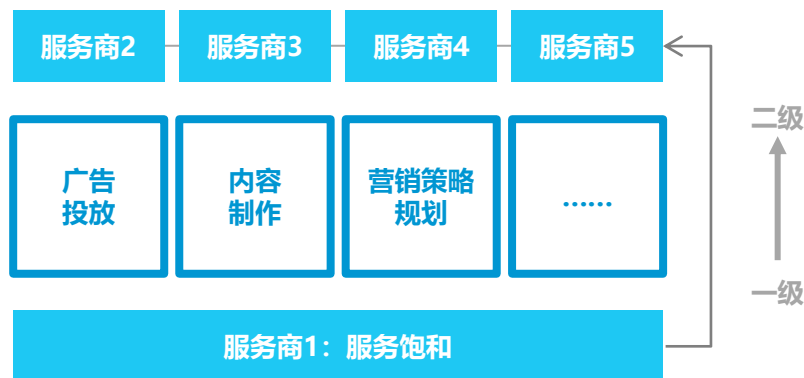 服务商2
服务商3
服务商4
服务商5
二级
广告
投放
内容
制作
营销策略
规划
……
一级
服务商1：服务饱和